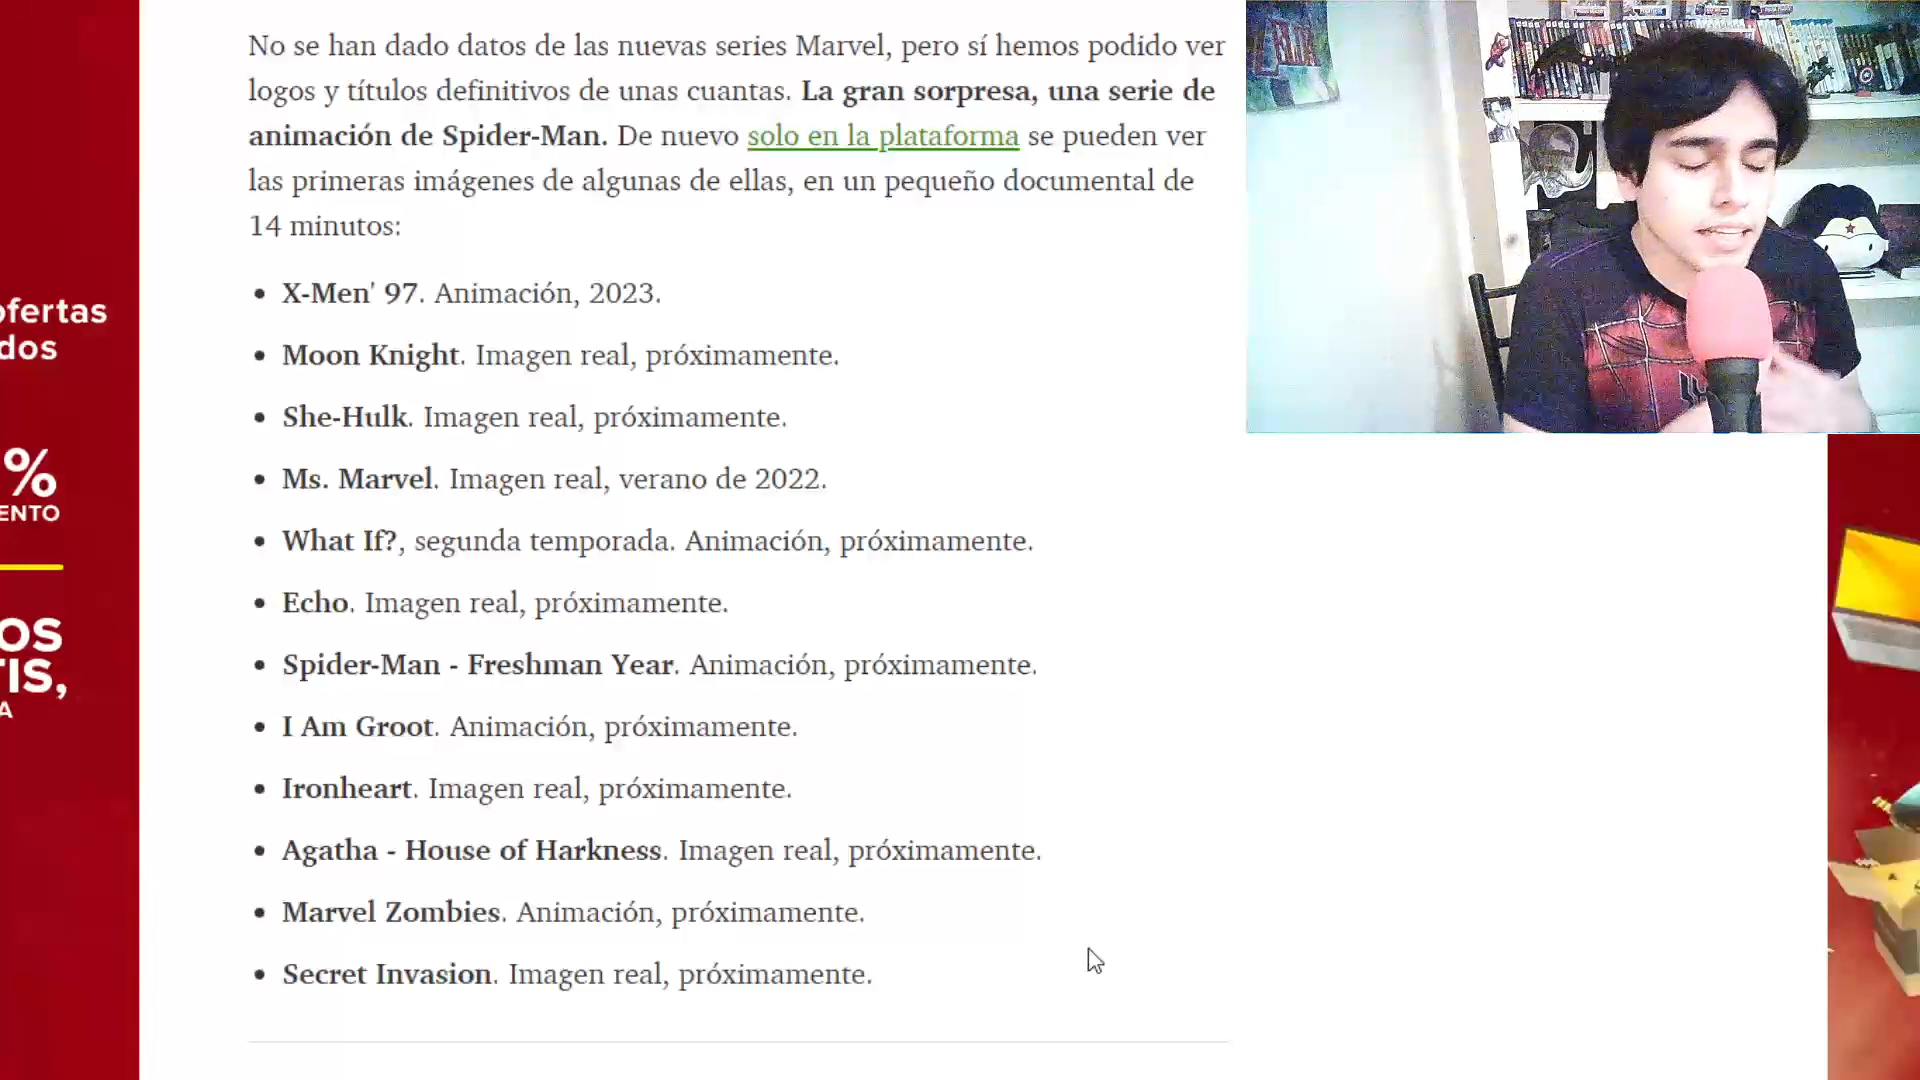 No se han dado datos de las nuevas series Marvel, pero sí hemos podido ver
logos y títulos definitivos de unas cuantas. La gran sorpresa, una serie de
animación de Spider-Man. De nuevo solo en la plataforma se pueden ver
las primeras imágenes de algunas de ellas, en un pequeño documental de
14 minutos:
• X-Men' 97. Animación, 2023.
• Moon Knight. Imagen real, próximamente.
• She-Hulk. Imagen real, próximamente.
• Ms. Marvel. Imagen real, verano de 2022.
• What If?, segunda temporada. Animación, próximamente.
• Echo. Imagen real, próximamente.
• Spider-Man - Freshman Year. Animación, próximamente.
• I Am Groot. Animación, próximamente.
• Ironheart. Imagen real, próximamente.
• Agatha - House of Harkness. Imagen real, próximamente.
• Marvel Zombies. Animación, próximamente.
• Secret Invasion. Imagen real, próximamente.
ofertas
dos
%
ENTO
OS
TIS,
A